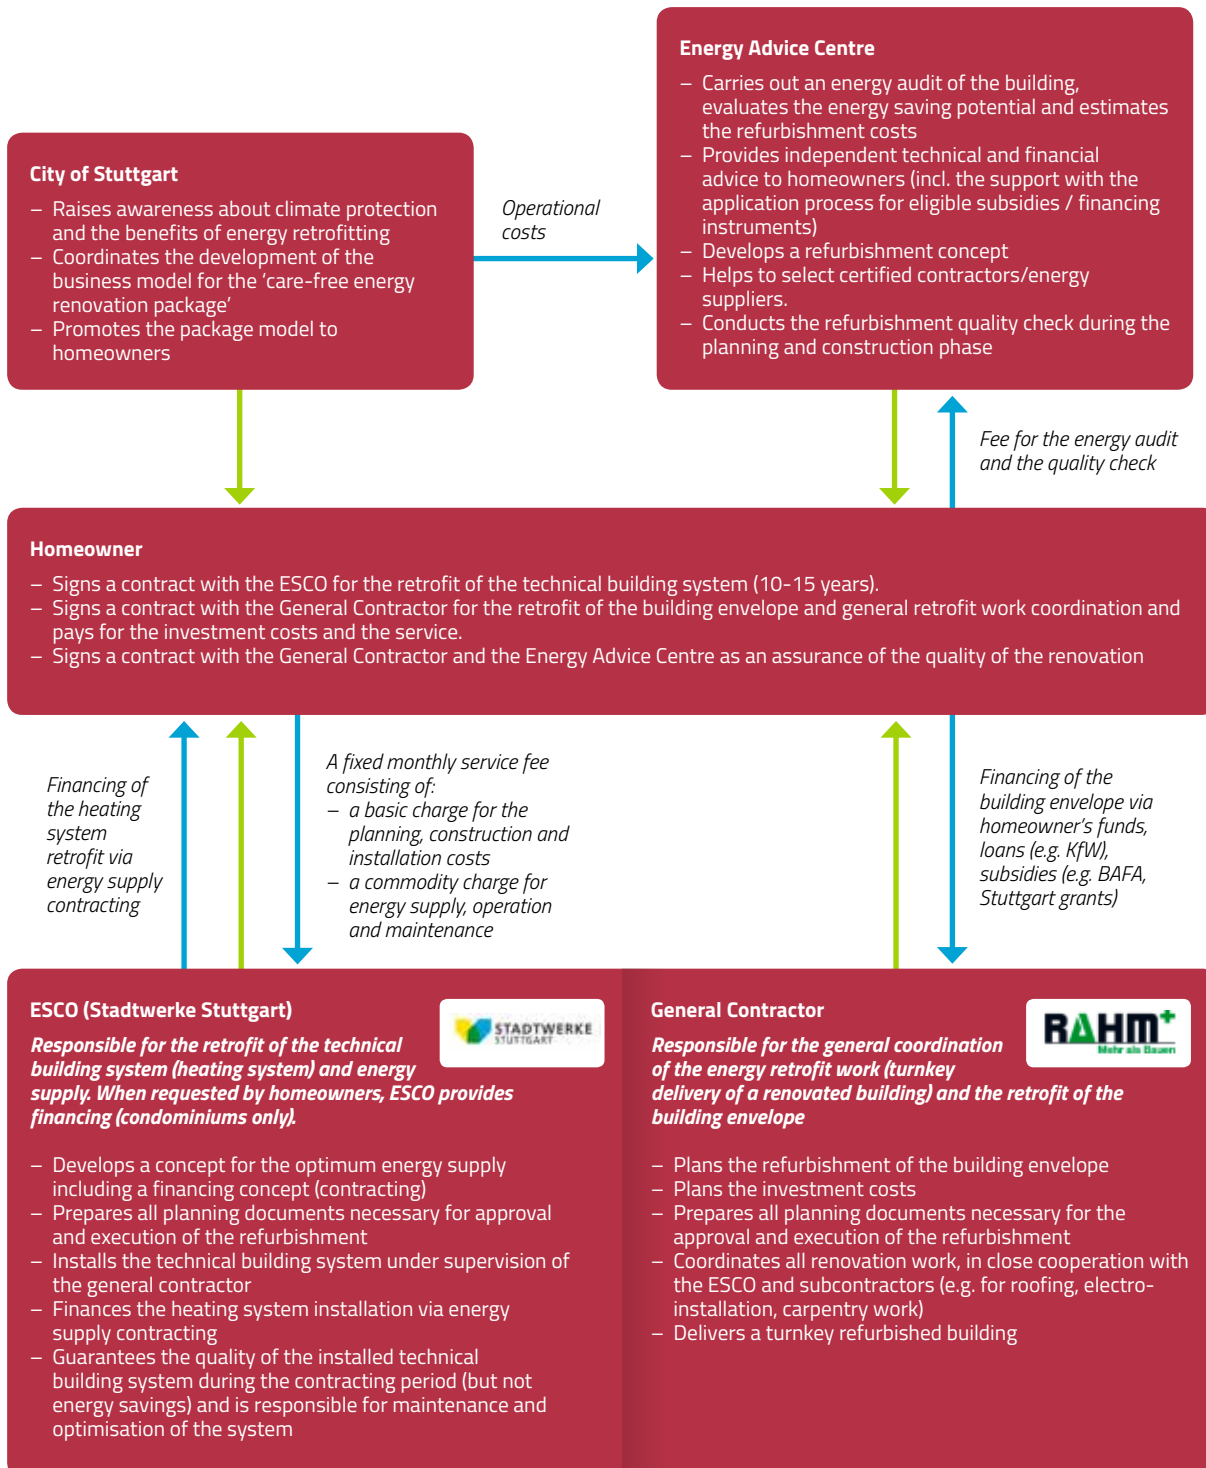 Energy Advice Centre
– Carries out an energy audit of the building,
evaluates the energy saving potential and estimates
the refurbishment costs
– Provides independent technical and financial
advice to homeowners (incl. the support with the
application process for eligible subsidies / financing
instruments)
– Develops a refurbishment concept
– Helps to select certified contractors/energy
suppliers.
– Conducts the refurbishment quality check during the
planning and construction phase
City of Stuttgart
– Raises awareness about climate protection
and the benefits of energy retrofitting
– Coordinates the development of the
business model for the ‘care-free energy
renovation package’
– Promotes the package model to
homeowners
Operational
costs
Fee for the energy audit
and the quality check
Homeowner
– Signs a contract with the ESCO for the retrofit of the technical building system (10-15 years).
– Signs a contract with the General Contractor for the retrofit of the building envelope and general retrofit work coordination and
pays for the investment costs and the service.
– Signs a contract with the General Contractor and the Energy Advice Centre as an assurance of the quality of the renovation
Financing of
the heating
system
retrofit via
energy supply
contracting
A fixed monthly service fee
consisting of:
– a basic charge for the
planning, construction and
installation costs
– a commodity charge for
energy supply, operation
and maintenance
Financing of the
building envelope via
homeowner’s funds,
loans (e.g. KfW),
subsidies (e.g. BAFA,
Stuttgart grants)
ESCO (Stadtwerke Stuttgart)
STADTWERKE
STUTTGART
Responsible for the retrofit of the technical
building system (heating system) and energy
supply. When requested by homeowners, ESCO provides
financing (condominiums only).
– Develops a concept for the optimum energy supply
including a financing concept (contracting)
– Prepares all planning documents necessary for approval
and execution of the refurbishment
– Installs the technical building system under supervision of
the general contractor
– Finances the heating system installation via energy
supply contracting
– Guarantees the quality of the installed technical
building system during the contracting period (but not
energy savings) and is responsible for maintenance and
optimisation of the system
General Contractor
RAHM+
Mehr als Bauen
Responsible for the general coordination
of the energy retrofit work (turnkey
delivery of a renovated building) and the retrofit of the
building envelope
– Plans the refurbishment of the building envelope
– Plans the investment costs
– Prepares all planning documents necessary for the
approval and execution of the refurbishment
– Coordinates all renovation work, in close cooperation with
the ESCO and subcontractors (e.g. for roofing, electro-
installation, carpentry work)
– Delivers a turnkey refurbished building